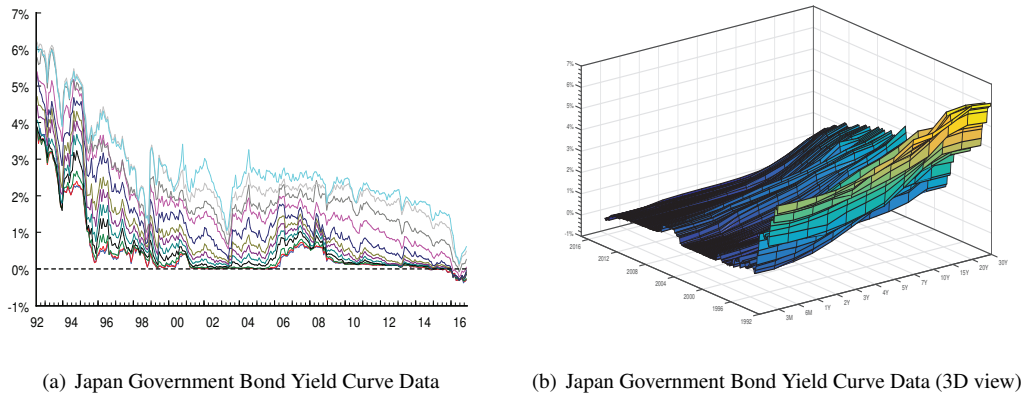 7%
6%
5%
4%
3%
2%
1%
0%
-1%
92 94 96 98 00 02 04 06 08 10 12 14 16
7%
6%
5%
4%
3%
2%
1%
0%
-1%
2016
2012
2008
2004
2000
1996
1992
3M
6M
1Y
2Y
3Y
4Y
5Y
7Y
10Y
15Y
20Y
30Y
(a) Japan Government Bond Yield Curve Data
(b) Japan Government Bond Yield Curve Data (3D view)